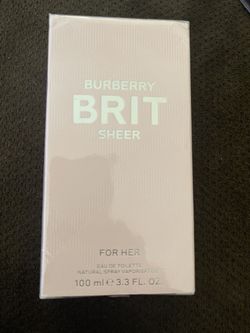 BURBERRY
BRIT
SHEER
FOR HER
EAU DE TOILETTE
NATURAL SPRAY VAPORISATEUR
100 ml ℮ 3.3 FL. OZ.